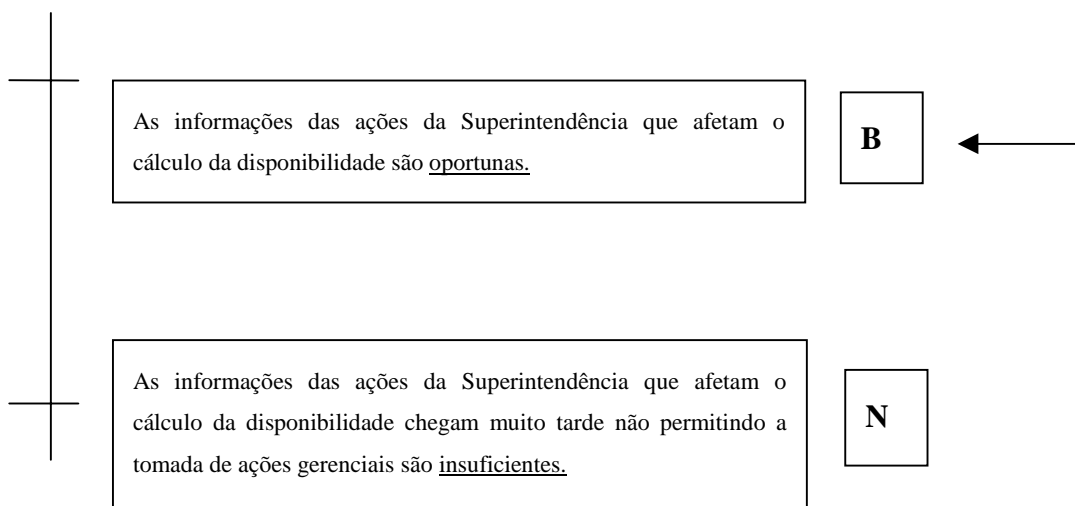 As informações das ações da Superintendência que afetam o
cálculo da disponibilidade são oportunas.
B
As informações das ações da Superintendência que afetam o
cálculo da disponibilidade chegam muito tarde não permitindo a
tomada de ações gerenciais são insuficientes.
N